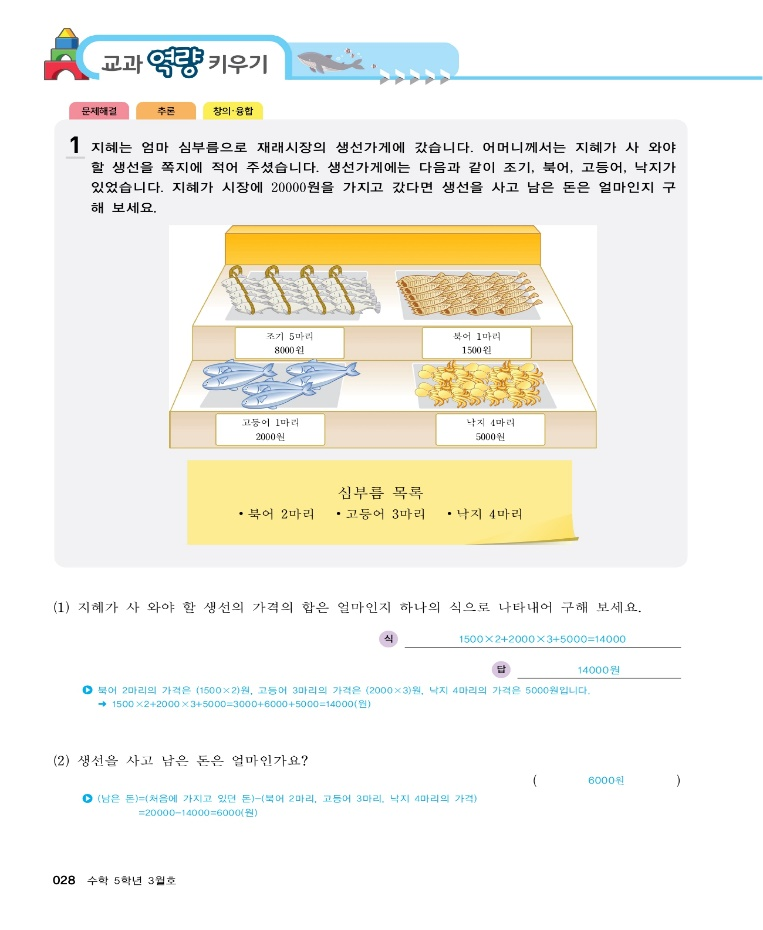 교과 역량 키우기
문제해결 추론 창의·융합
1 지혜는 엄마 심부름으로 재래시장의 생선가게에 갔습니다. 어머니께서는 지혜가 사 와야
할 생선을 쪽지에 적어 주셨습니다. 생선가게에는 다음과 같이 조기, 북어, 고등어, 낙지가
있었습니다. 지혜가 시장에 20000원을 가지고 갔다면 생선을 사고 남은 돈은 얼마인지 구
해 보세요.
조기 5마리
8000원
북어 1마리
1500원
고등어 1마리
2000원
낙지 4마리
5000원
심부름 목록
• 북어 2마리 • 고등어 3마리 • 낙지 4마리
(1) 지혜가 사 와야 할 생선의 가격의 합은 얼마인지 하나의 식으로 나타내어 구해 보세요.
식 1500×2+2000×3+5000=14000
답 14000원
북어 2마리의 가격은 (1500×2)원, 고등어 3마리의 가격은 (2000×3)원, 낙지 4마리의 가격은 5000원입니다.
➔ 1500×2+2000×3+5000=3000+6000+5000=14000(원)
(2) 생선을 사고 남은 돈은 얼마인가요?
( 6000원 )
(남은 돈)=(처음에 가지고 있던 돈)-(북어 2마리, 고등어 3마리, 낙지 4마리의 가격)
=20000-14000=6000(원)
028 수학 5학년 3월호